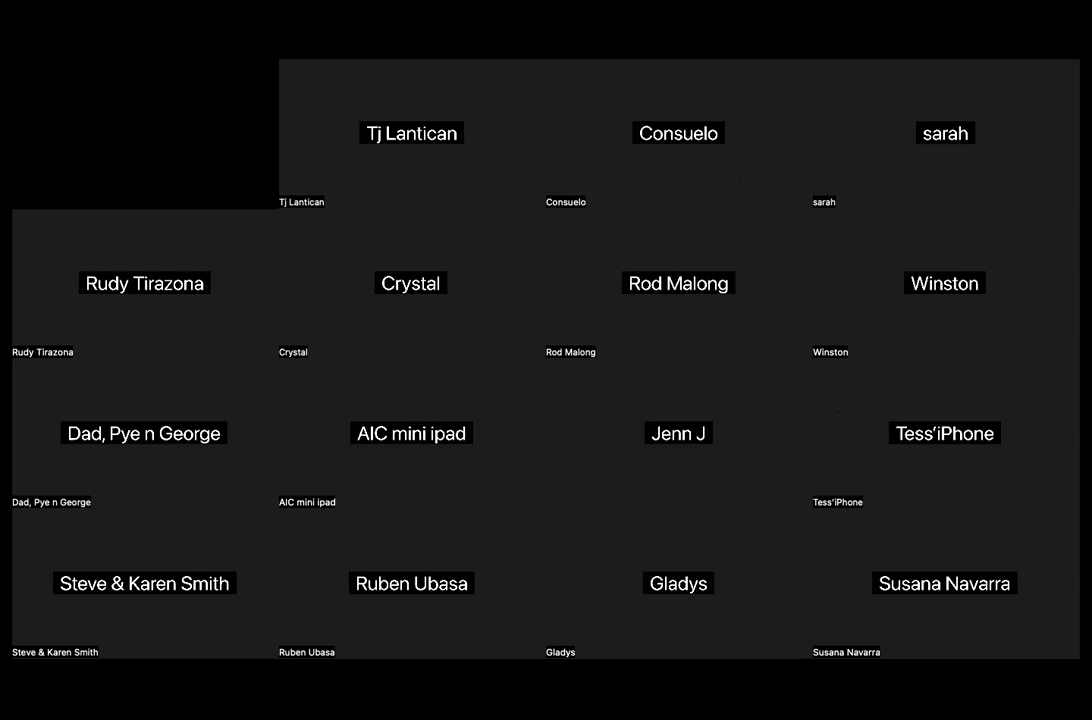 Tj Lantican
Consuelo
sarah
Tj Lantican
Consuelo
sarah
Rudy Tirazona
Crystal
Rod Malong
Winston
Rudy Tirazona
Crystal
Rod Malong
Winston
Dad, Pye n George
AIC mini ipad
Jenn J
Tess'iPhone
Dad, Pye n George
AIC mini ipad
Tess'iPhone
Steve & Karen Smith
Ruben Ubasa
Gladys
Susana Navarra
Steve & Karen Smith
Ruben Ubasa
Gladys
Susana Navarra